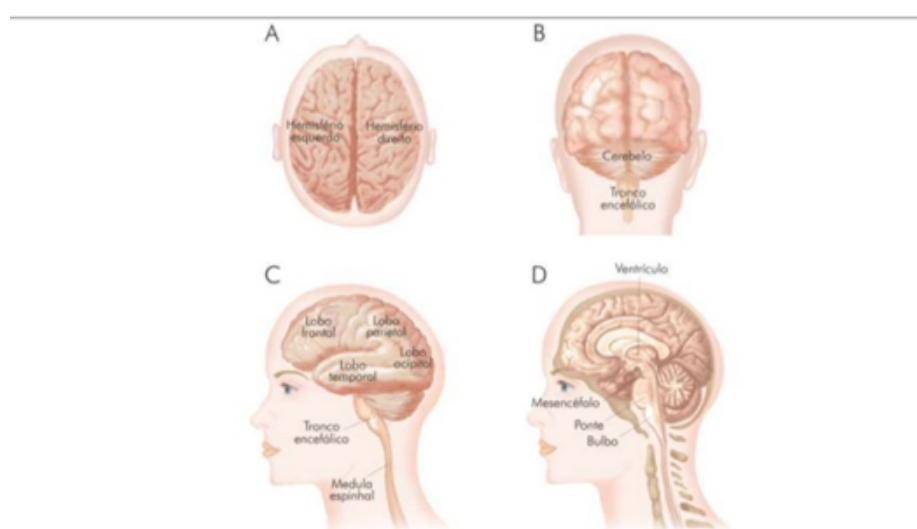 A
Hemisfério
esquerdo
Hemisfério
direito
B
Cerebelo
Tronco
encefálico
C
Lobo
frontal
Lobo
parietal
Lobo
ocipital
Lobo
temporal
Tronco
encefálico
Medula
espinhal
D
Ventrículo
Mesencéfalo
Ponte
Bulbo